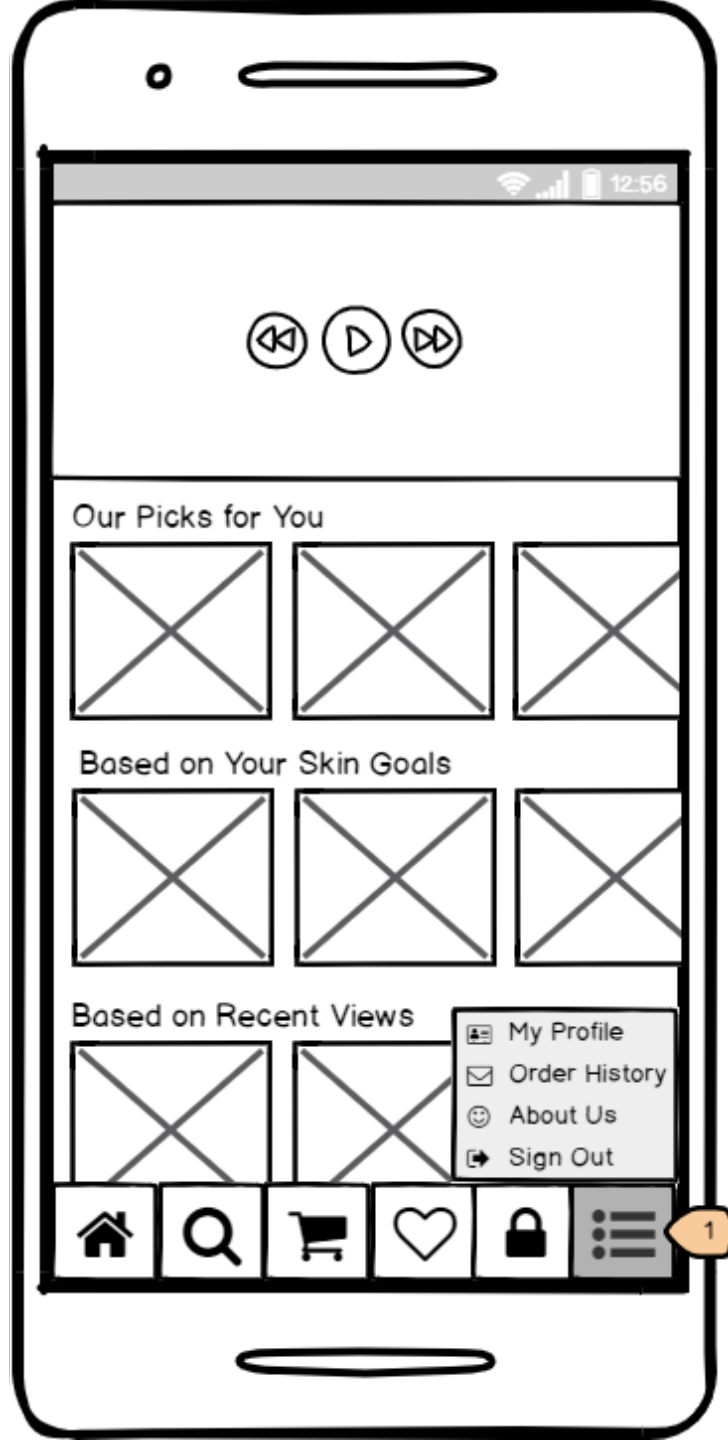 12:56
Our Picks for You
Based on Your Skin Goals
Based on Recent Views
My Profile
Order History
About Us
Sign Out
1